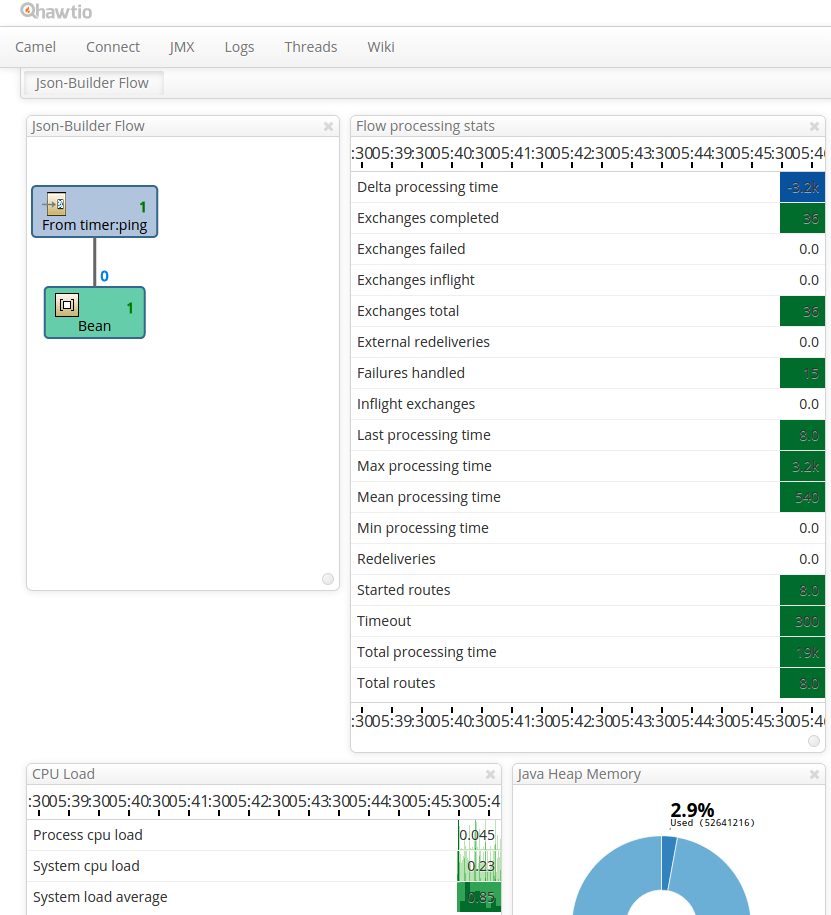 hawtio
Camel Connect JMX Logs Threads Wiki
Json-Builder Flow
Json-Builder Flow
1
From timer:ping
0
1
Bean
Flow processing stats
:3005:39:3005:40:3005:41:3005:42:3005:43:3005:44:3005:45:3005:46
Delta processing time -3.2k
Exchanges completed 36
Exchanges failed 0.0
Exchanges inflight 0.0
Exchanges total 36
External redeliveries 0.0
Failures handled 15
Inflight exchanges 0.0
Last processing time 8.0
Max processing time 3.2k
Mean processing time 540
Min processing time 0.0
Redeliveries 0.0
Started routes 8.0
Timeout 300
Total processing time 19k
Total routes 8.0
:3005:39:3005:40:3005:41:3005:42:3005:43:3005:44:3005:45:3005:46
CPU Load
:3005:39:3005:40:3005:41:3005:42:3005:43:3005:44:3005:45:3005:4
Process cpu load 0.045
System cpu load 0.23
System load average 0.85
Java Heap Memory
2.9%
Used (52641216)